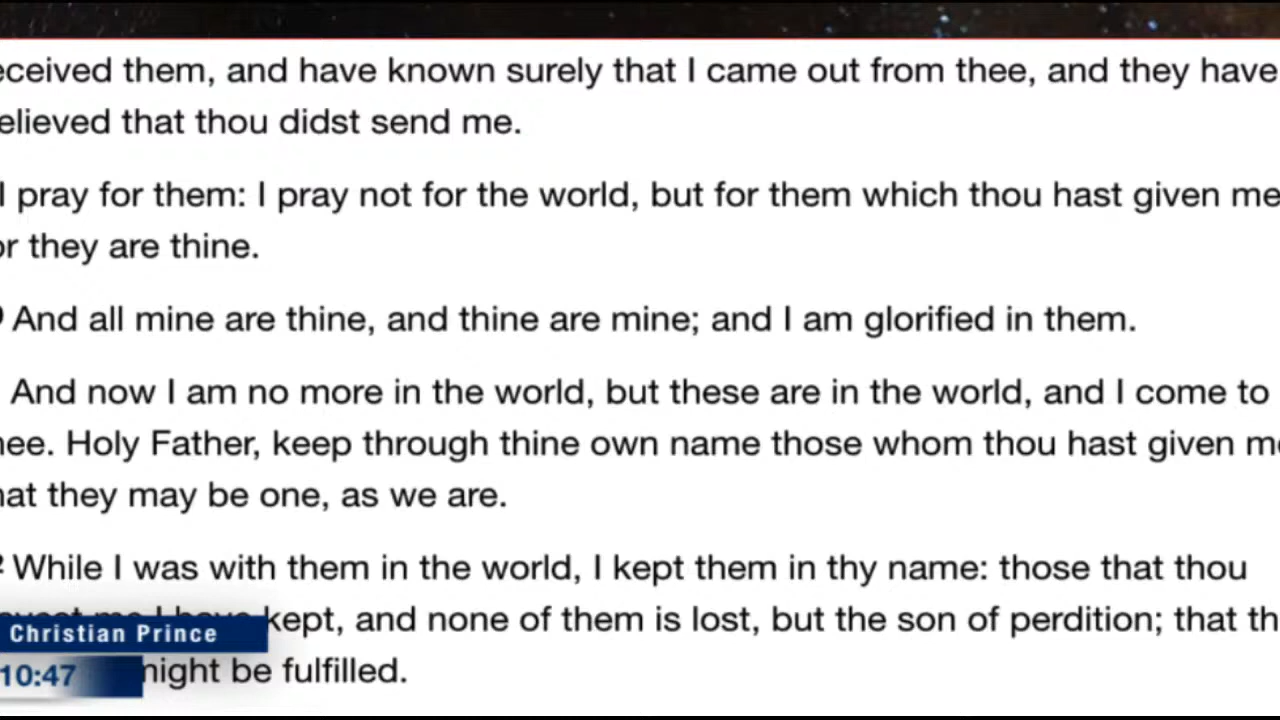 eceived them, and have known surely that I came out from thee, and they have
elieved that thou didst send me.
I pray for them: I pray not for the world, but for them which thou hast given me
or they are thine.
And all mine are thine, and thine are mine; and I am glorified in them.
And now I am no more in the world, but these are in the world, and I come to
hee. Holy Father, keep through thine own name those whom thou hast given me
hat they may be one, as we are.
2 While I was with them in the world, I kept them in thy name: those that thou
me I have kept, and none of them is lost, but the son of perdition; that th
might be fulfilled.
Christian Prince
10:47